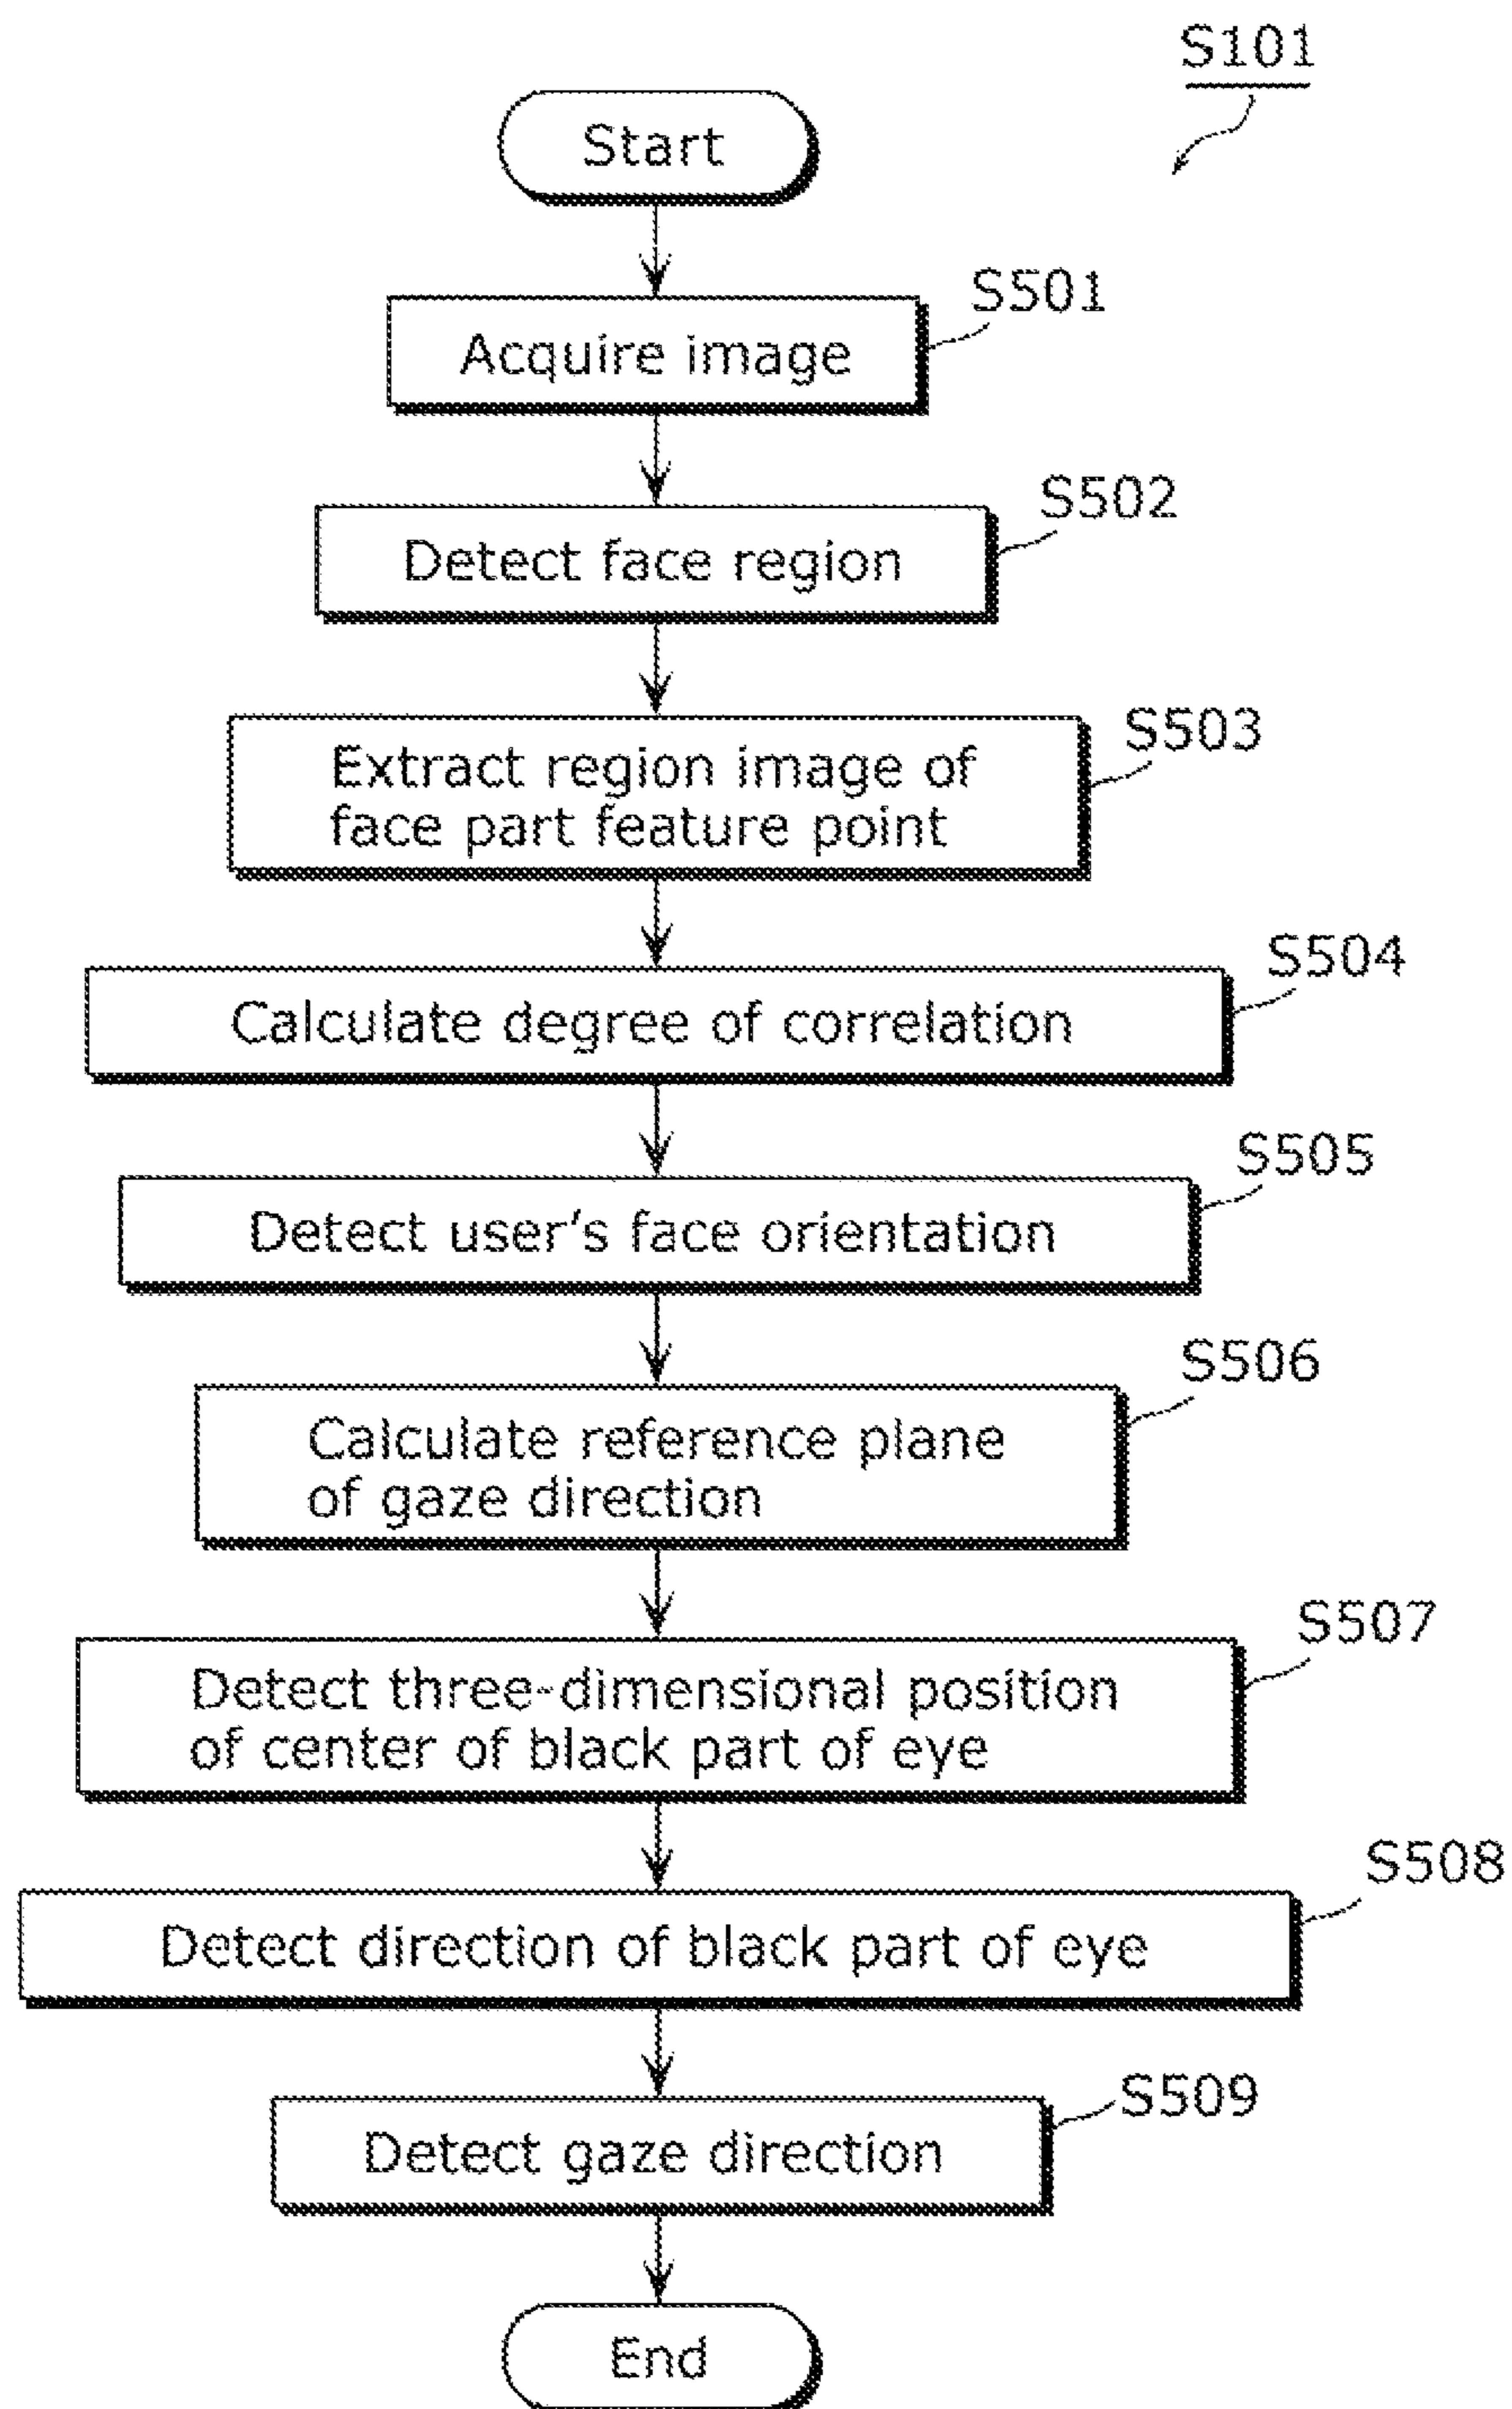 S101
Start
S501
Acquire image
S502
Detect face region
S503
Extract region image of
face part feature point
S504
Calculate degree of correlation
S505
Detect user's face orientation
S506
Calculate reference plane
of gaze direction
S507
Detect three-dimensional position
of center of black part of eye
S508
Detect direction of black part of eye
S509
Detect gaze direction
End